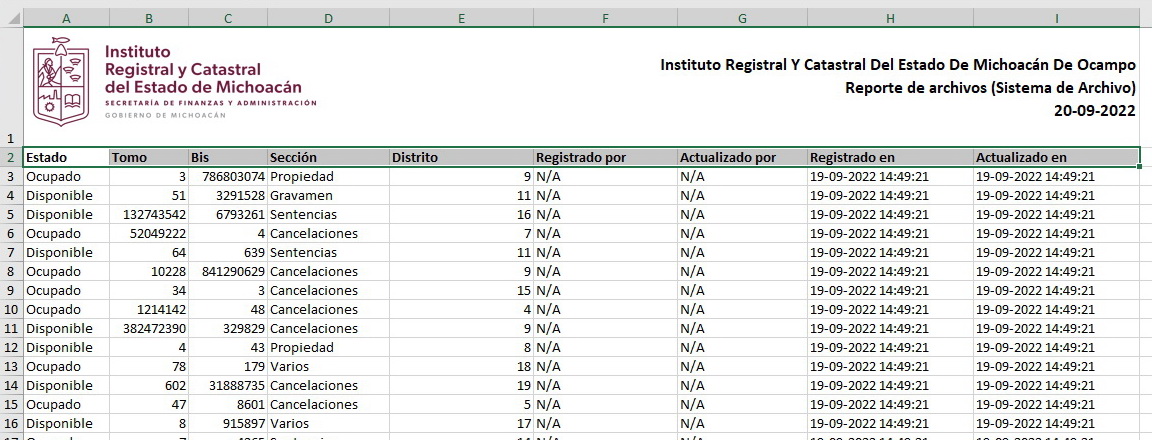 A B C D E F G H I
Instituto
Registral y Catastral
del Estado de Michoacán
SECRETARÍA DE FINANZAS Y ADMINISTRACIÓN
GOBIERNO DE MICHOACÁN
Instituto Registral Y Catastral Del Estado De Michoacán De Ocampo
Reporte de archivos (Sistema de Archivo)
20-09-2022
1
2 Estado Tomo Bis Sección Distrito Registrado por Actualizado por Registrado en Actualizado en
3 Ocupado 3 786803074 Propiedad 9 N/A N/A 19-09-2022 14:49:21 19-09-2022 14:49:21
4 Disponible 51 3291528 Gravamen 11 N/A N/A 19-09-2022 14:49:21 19-09-2022 14:49:21
5 Disponible 132743542 6793261 Sentencias 16 N/A N/A 19-09-2022 14:49:21 19-09-2022 14:49:21
6 Ocupado 52049222 4 Cancelaciones 7 N/A N/A 19-09-2022 14:49:21 19-09-2022 14:49:21
7 Disponible 64 639 Sentencias 11 N/A N/A 19-09-2022 14:49:21 19-09-2022 14:49:21
8 Ocupado 10228 841290629 Cancelaciones 9 N/A N/A 19-09-2022 14:49:21 19-09-2022 14:49:21
9 Ocupado 34 3 Cancelaciones 15 N/A N/A 19-09-2022 14:49:21 19-09-2022 14:49:21
10 Ocupado 1214142 48 Cancelaciones 4 N/A N/A 19-09-2022 14:49:21 19-09-2022 14:49:21
11 Disponible 382472390 329829 Cancelaciones 9 N/A N/A 19-09-2022 14:49:21 19-09-2022 14:49:21
12 Disponible 4 43 Propiedad 8 N/A N/A 19-09-2022 14:49:21 19-09-2022 14:49:21
13 Ocupado 78 179 Varios 18 N/A N/A 19-09-2022 14:49:21 19-09-2022 14:49:21
14 Disponible 602 31888735 Cancelaciones 19 N/A N/A 19-09-2022 14:49:21 19-09-2022 14:49:21
15 Ocupado 47 8601 Cancelaciones 5 N/A N/A 19-09-2022 14:49:21 19-09-2022 14:49:21
16 Disponible 8 915897 Varios 17 N/A N/A 19-09-2022 14:49:21 19-09-2022 14:49:21